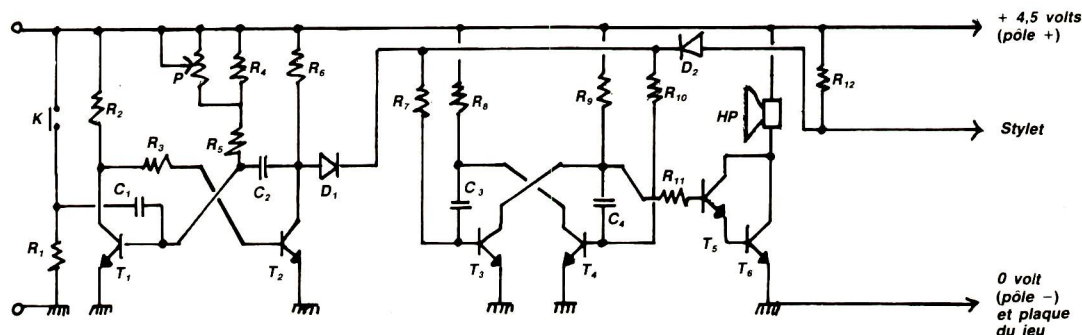 + 4,5 volts
(pôle +)
P
R4
R6
D2
R12
K
R2
R7
R8
R9
R10
HP
Stylet
R3
R5
C1
C2
D1
C3
C4
R11
R1
T1
T2
T3
T4
T5
T6
0 volt
(pôle −)
et plaque
du jeu